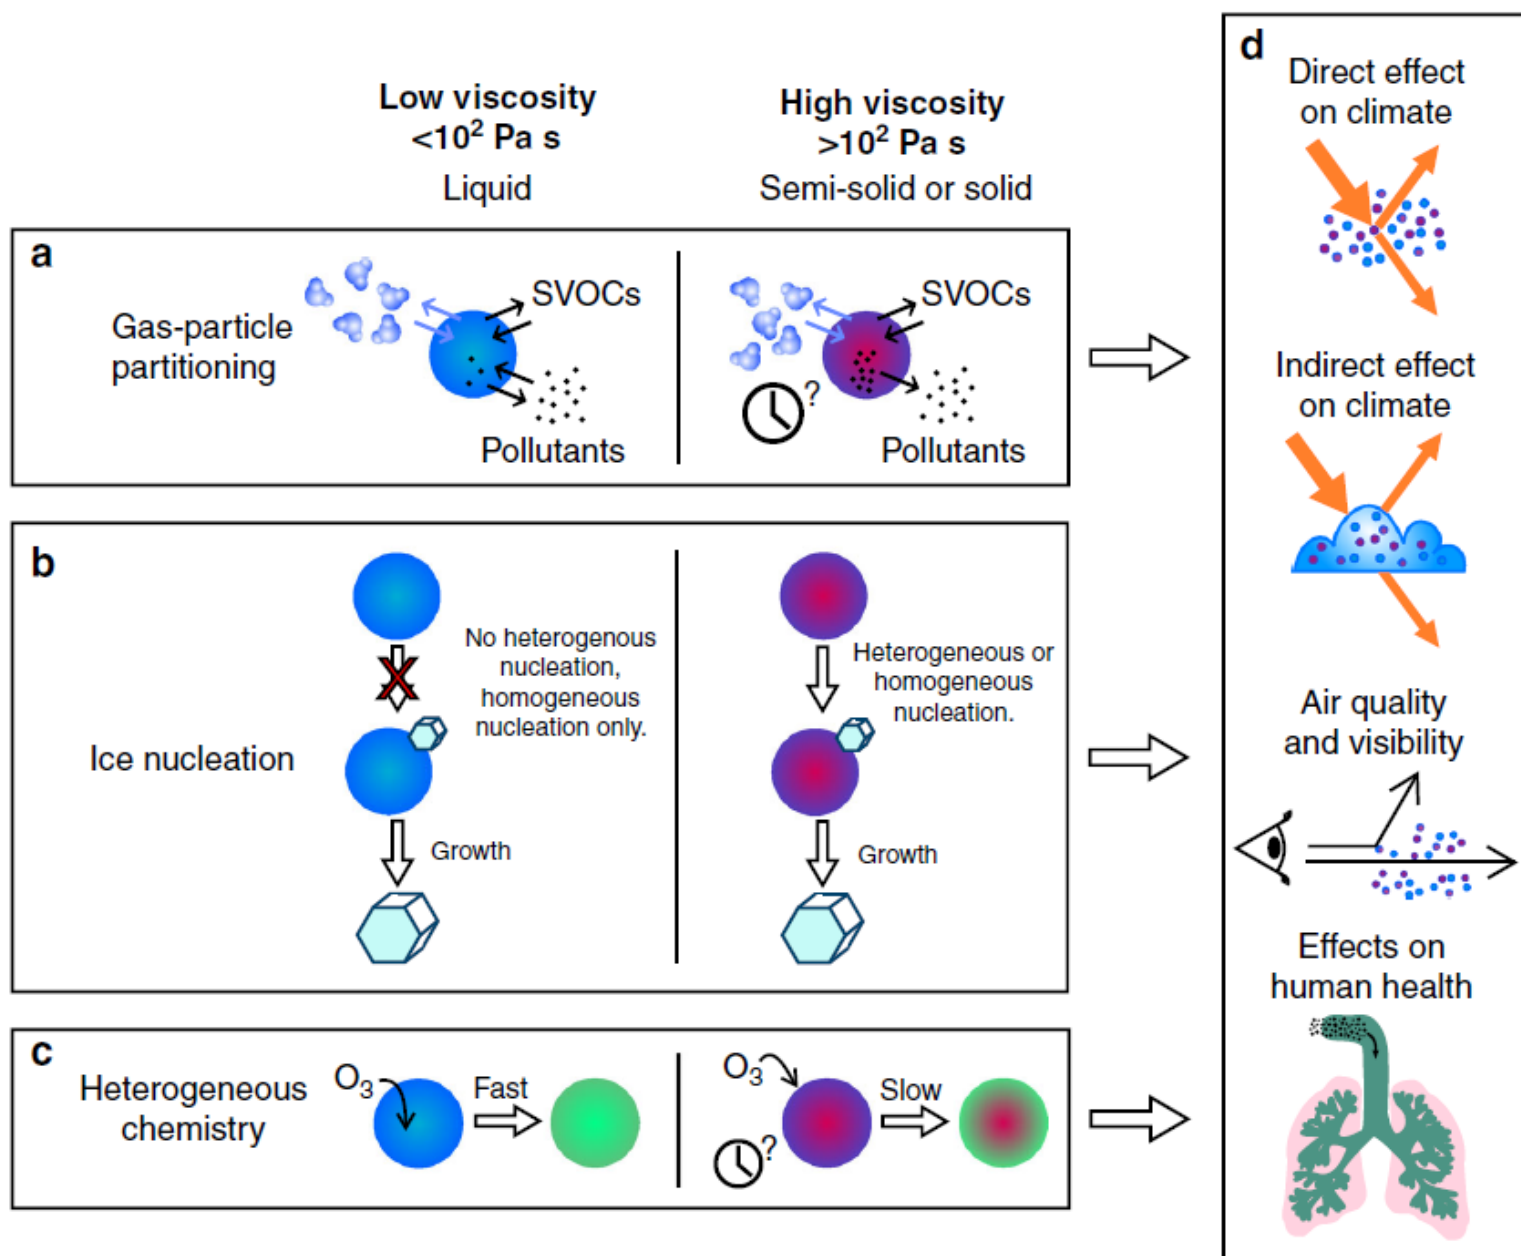 Low viscosity
<10² Pa s
Liquid
High viscosity
>10² Pa s
Semi-solid or solid
a
Gas-particle
partitioning
SVOCs
Pollutants
SVOCs
?
Pollutants
b
Ice nucleation
No heterogenous
nucleation,
homogeneous
nucleation only.
Growth
Heterogeneous or
homogeneous
nucleation.
Growth
c
Heterogeneous
chemistry
O₃
Fast
O₃
?
Slow
d
Direct effect
on climate
Indirect effect
on climate
Air quality
and visibility
Effects on
human health